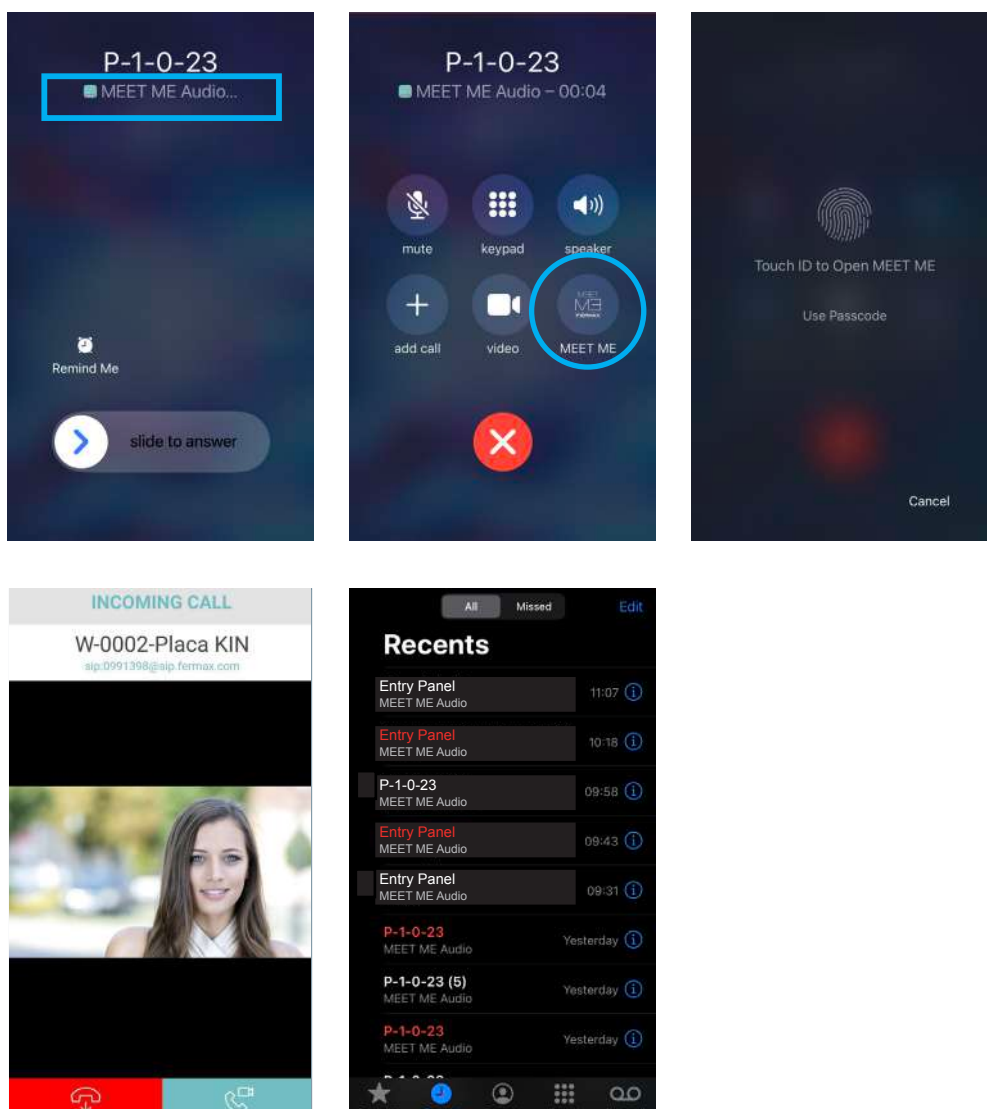 P-1-0-23
MEET ME Audio...
Remind Me
slide to answer
P-1-0-23
MEET ME Audio – 00:04
mute keypad speaker
MEET
ME
FERMAX
add call video MEET ME
Touch ID to Open MEET ME
Use Passcode
Cancel
INCOMING CALL
W-0002-Placa KIN
sip:0991398@sip.fermax.com
All Missed Edit
Recents
Entry Panel
MEET ME Audio
11:07
Entry Panel
MEET ME Audio
10:18
P-1-0-23
MEET ME Audio
09:58
Entry Panel
MEET ME Audio
09:43
Entry Panel
MEET ME Audio
09:31
P-1-0-23
MEET ME Audio
Yesterday
P-1-0-23 (5)
MEET ME Audio
Yesterday
P-1-0-23
MEET ME Audio
Yesterday